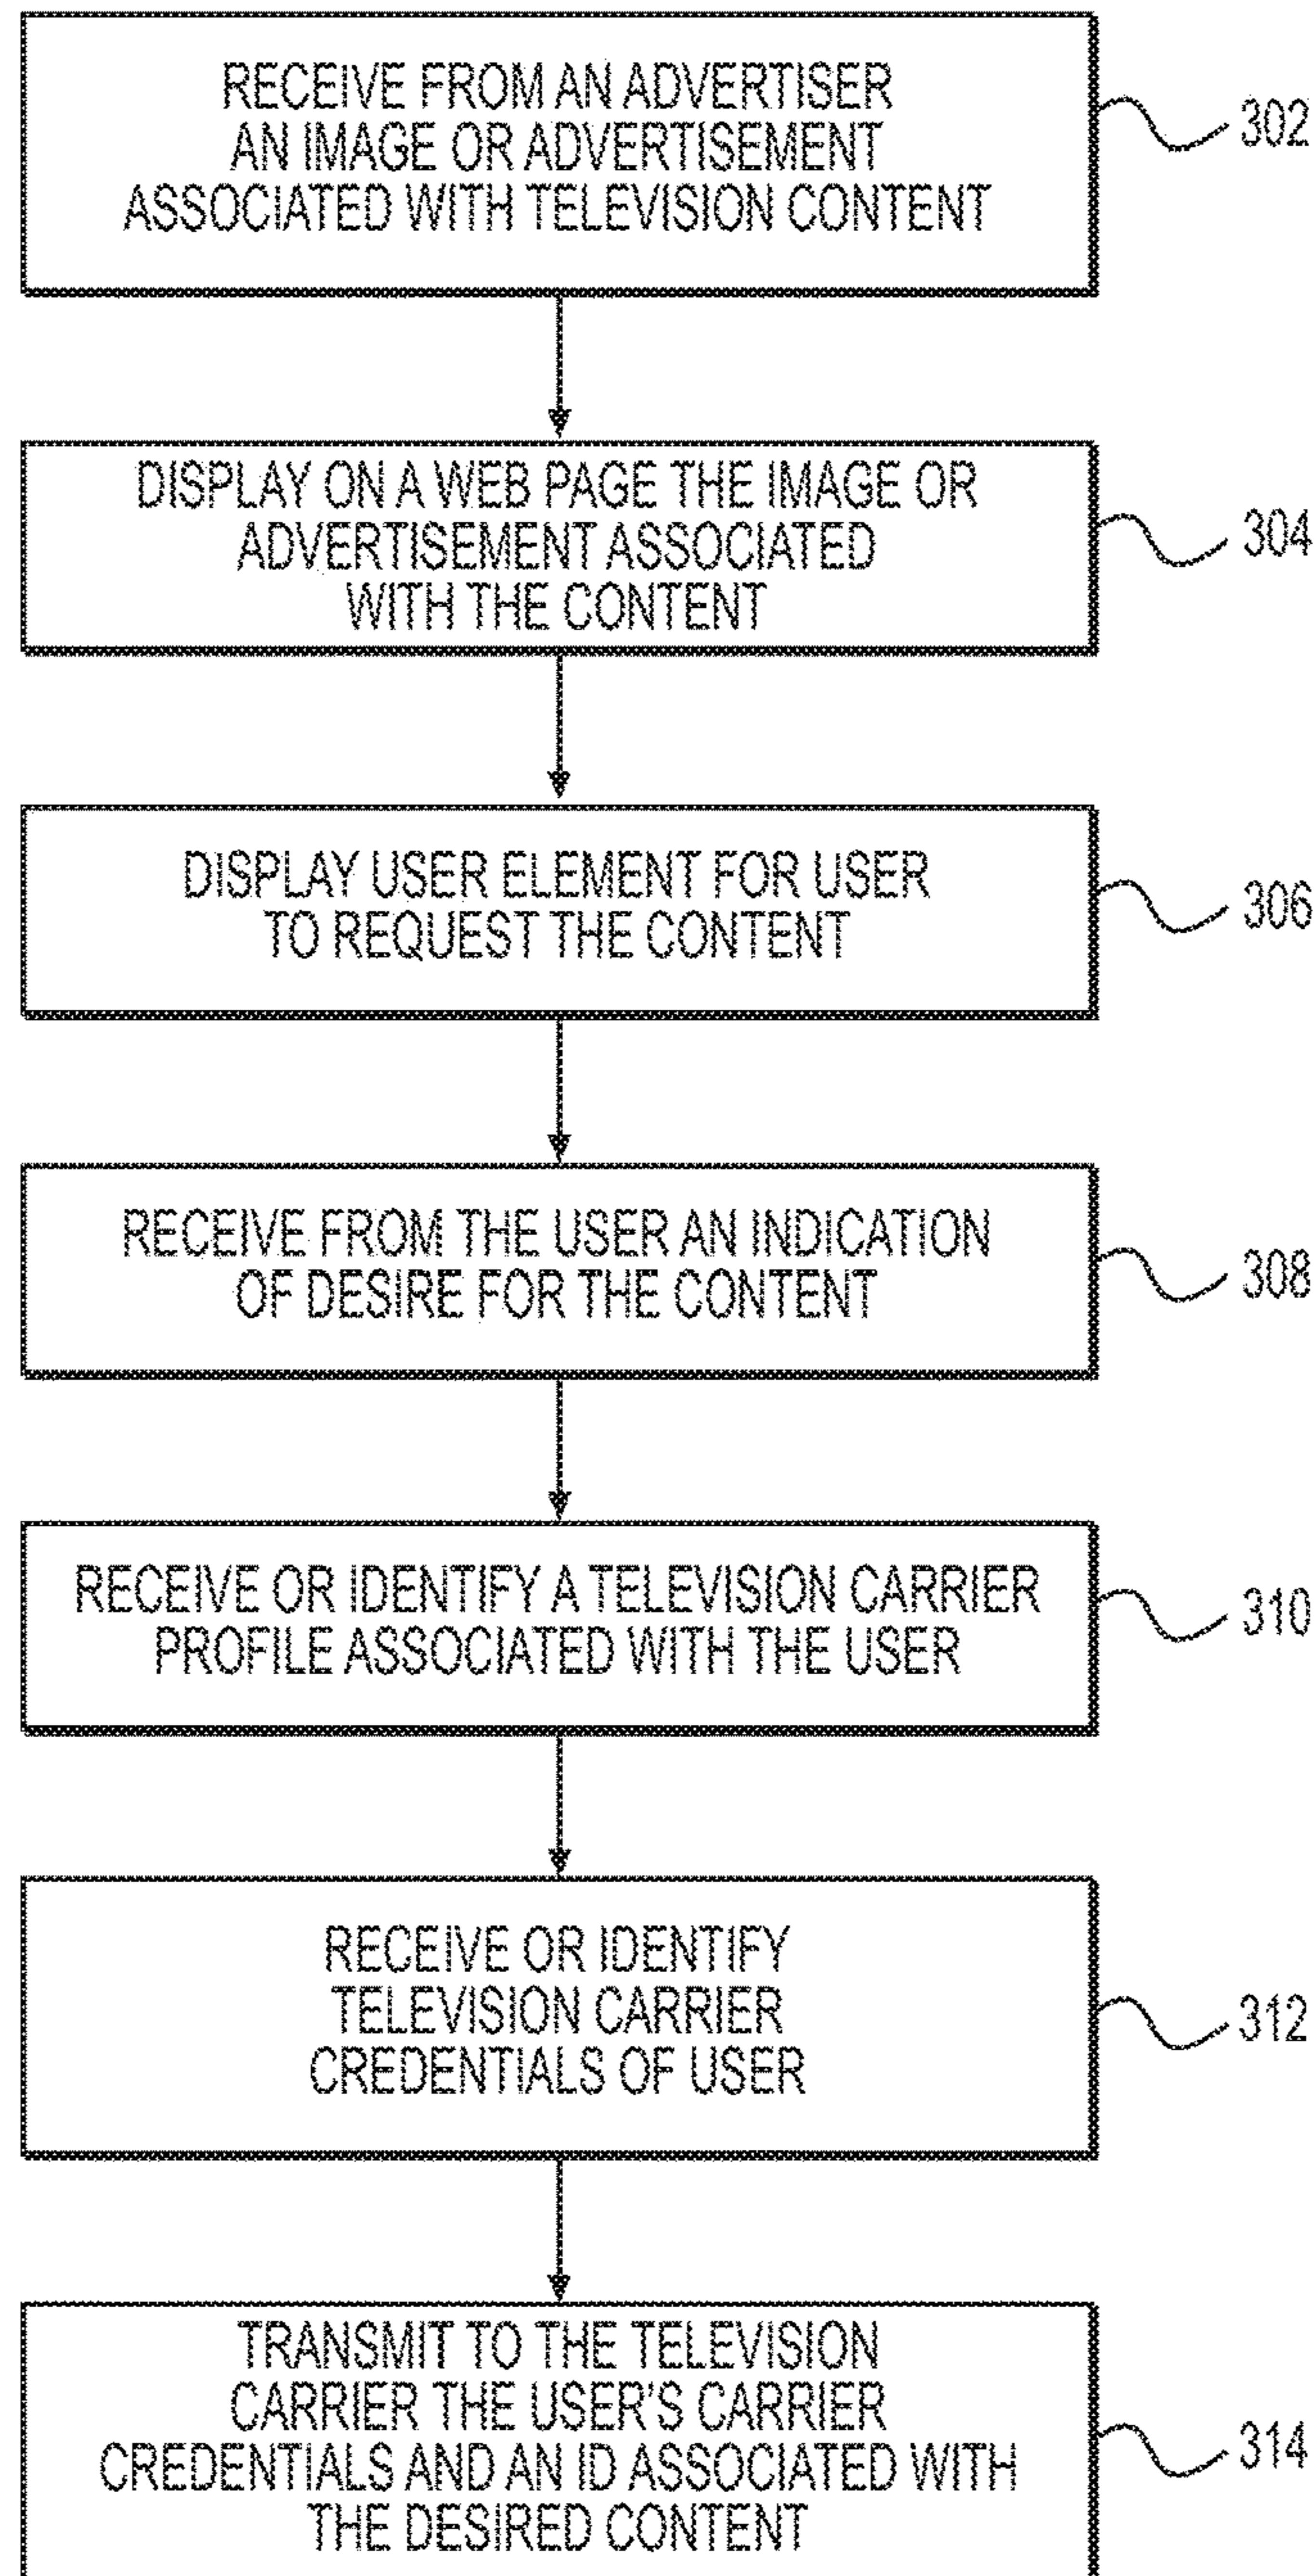 RECEIVE FROM AN ADVERTISER
AN IMAGE OR ADVERTISEMENT
ASSOCIATED WITH TELEVISION CONTENT
302
DISPLAY ON A WEB PAGE THE IMAGE OR
ADVERTISEMENT ASSOCIATED
WITH THE CONTENT
304
DISPLAY USER ELEMENT FOR USER
TO REQUEST THE CONTENT
306
RECEIVE FROM THE USER AN INDICATION
OF DESIRE FOR THE CONTENT
308
RECEIVE OR IDENTIFY A TELEVISION CARRIER
PROFILE ASSOCIATED WITH THE USER
310
RECEIVE OR IDENTIFY
TELEVISION CARRIER
CREDENTIALS OF USER
312
TRANSMIT TO THE TELEVISION
CARRIER THE USER'S CARRIER
CREDENTIALS AND AN ID ASSOCIATED WITH
THE DESIRED CONTENT
314